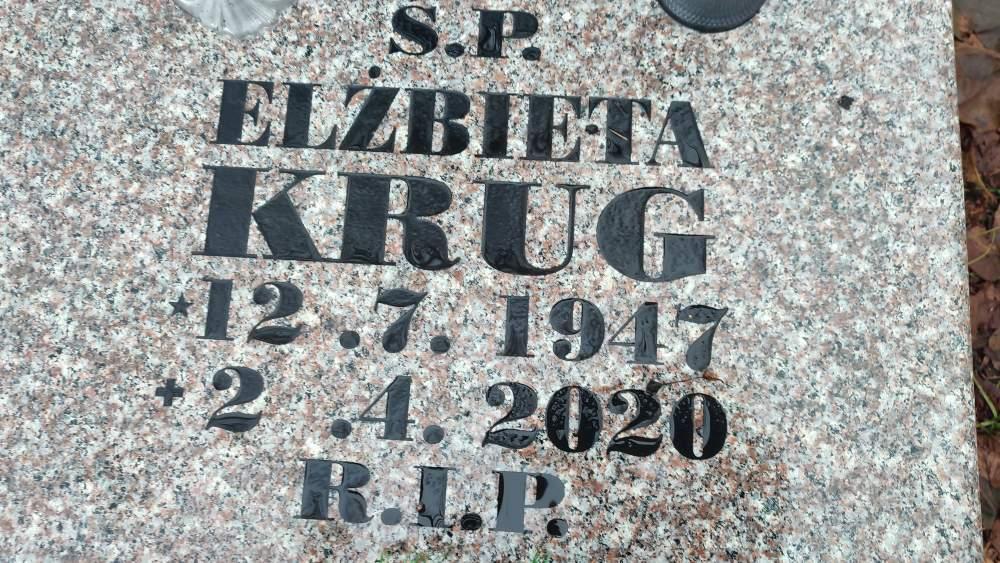 Ś.P.
ELŻBIETA
KRUG
★12.7.1947
✚2.4.2020
R.I.P.